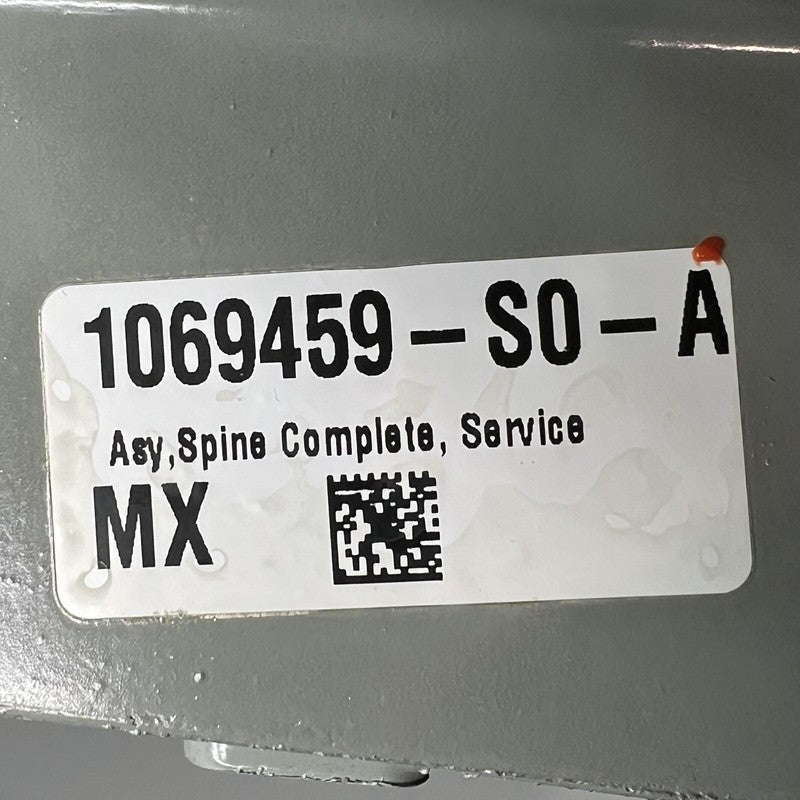 1069459-S0-A
Asy,Spine Complete, Service
MX